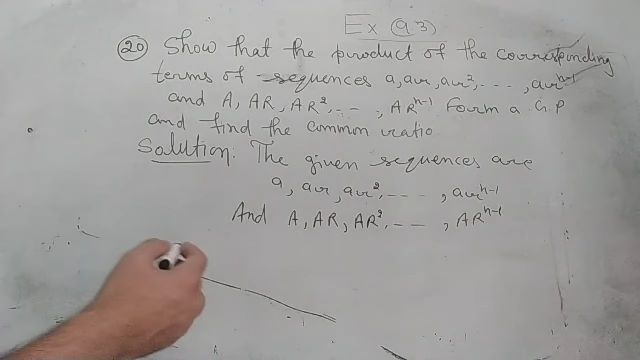 Ex (9.3)
(20) Show that the product of the corresponding
terms of sequences a, ar, ar², ...., arⁿ⁻¹
and A, AR, AR², ----, ARⁿ⁻¹ form a G.P
and find the common ratio
Solution: The given sequences are
a, ar, ar², ----, arⁿ⁻¹
And A, AR, AR², ----, ARⁿ⁻¹